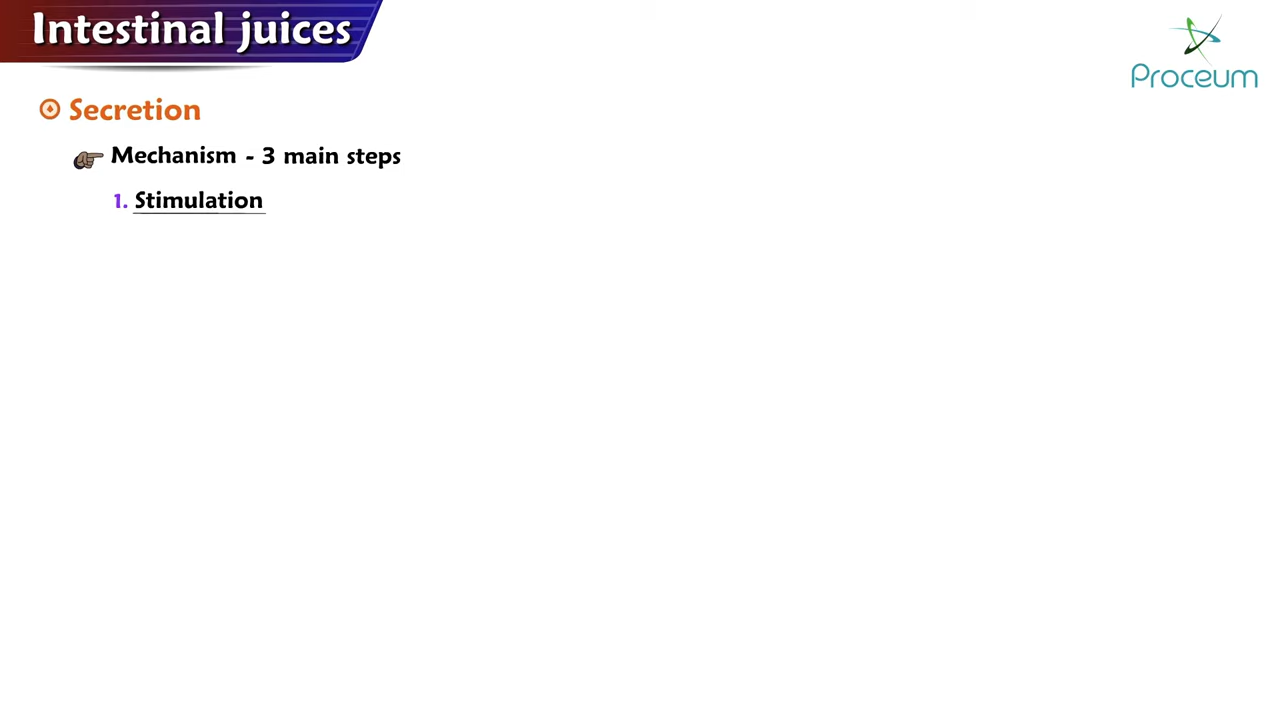 Intestinal juices
Proceum
Secretion
Mechanism - 3 main steps
1. Stimulation